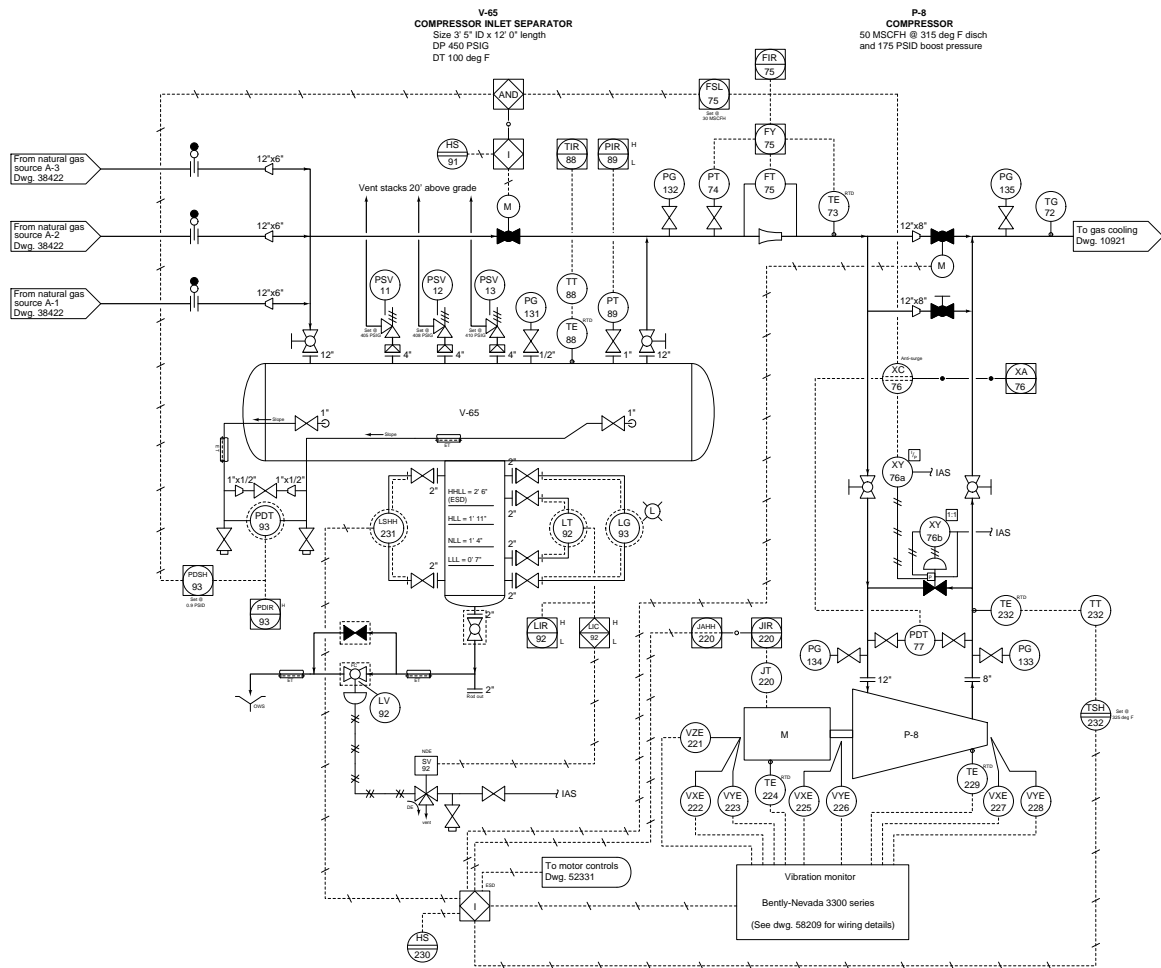 V-65
COMPRESSOR INLET SEPARATOR
Size 3' 5" ID x 12' 0" length
DP 450 PSIG
DT 100 deg F
P-8
COMPRESSOR
50 MSCFH @ 315 deg F disch
and 175 PSID boost pressure
FIR
75
AND
FSL
75
Set @
30 MSCFH
HS
91
I
TIR
88
PIR
89
H
L
FY
75
From natural gas
source A-3
Dwg. 38422
12"x6"
Vent stacks 20' above grade
M
PG
132
PT
74
FT
75
TE
73
RTD
PG
135
TG
72
From natural gas
source A-2
Dwg. 38422
12"x6"
12"x8"
To gas cooling
Dwg. 10921
M
From natural gas
source A-1
Dwg. 38422
12"x6"
PSV
11
PSV
12
PSV
13
PG
131
TT
88
PT
89
12"x8"
Set @
405 PSIG
Set @
408 PSIG
Set @
410 PSIG
TE
88
RTD
12"
4"
4"
4"
1/2"
1"
12"
Anti-surge
XC
76
XA
76
V-65
Slope
1"
1"
Slope
ET
ET
1"x1/2"
1"x1/2"
PDT
93
2"
2"
LSHH
231
HHLL = 2' 6"
(ESD)
HLL = 1' 11"
NLL = 1' 4"
LLL = 0' 7"
2"
2"
2"
2"
LT
92
LG
93
L
XY
76a
I/P
IAS
XY
76b
1:1
IAS
P
PDSH
93
Set @
0.9 PSID
PDIR
93
H
2"
LIR
92
H
L
LIC
92
H
L
JAHH
220
JIR
220
TE
232
RTD
TT
232
PDT
77
PG
134
PG
133
ET
ET
FC
LV
92
2"
Rod out
OWS
JT
220
12"
8"
TSH
232
Set @
325 deg F
VZE
221
M
P-8
NDE
SV
92
DE
vent
IAS
VXE
222
VYE
223
TE
224
RTD
VXE
225
VYE
226
TE
229
RTD
VXE
227
VYE
228
To motor controls
Dwg. 52331
ESD
I
HS
230
Vibration monitor
Bently-Nevada 3300 series
(See dwg. 58209 for wiring details)